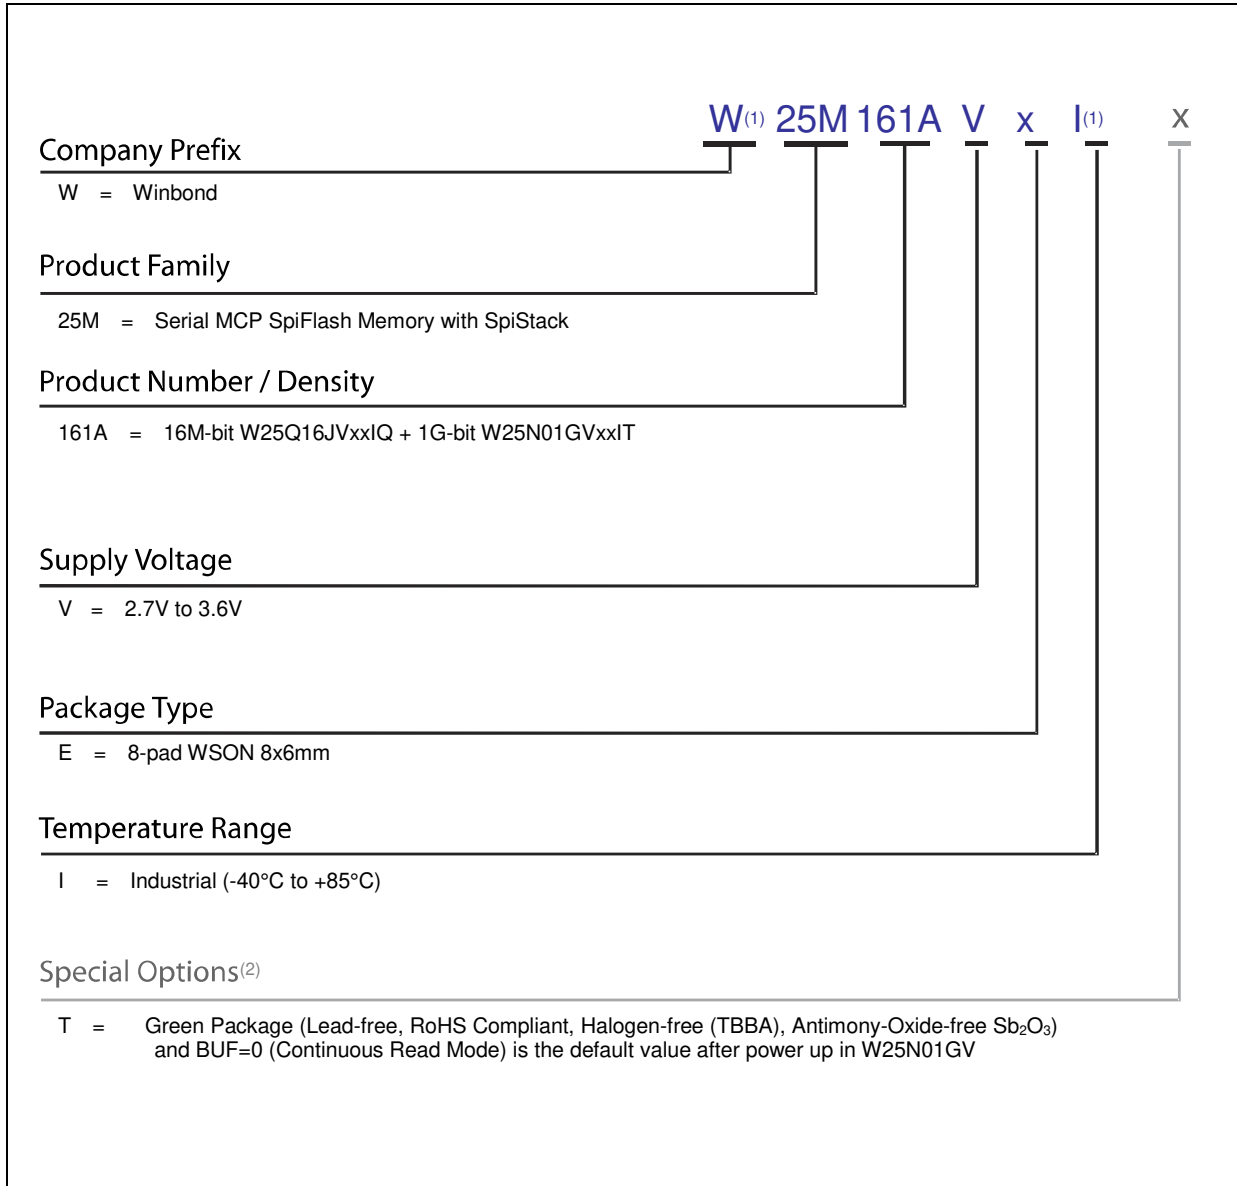 W(1) 25M 161A V x I(1) x
Company Prefix
W = Winbond
Product Family
25M = Serial MCP SpiFlash Memory with SpiStack
Product Number / Density
161A = 16M-bit W25Q16JVxxIQ + 1G-bit W25N01GVxxIT
Supply Voltage
V = 2.7V to 3.6V
Package Type
E = 8-pad WSON 8x6mm
Temperature Range
I = Industrial (-40°C to +85°C)
Special Options(2)
T = Green Package (Lead-free, RoHS Compliant, Halogen-free (TBBA), Antimony-Oxide-free Sb₂O₃)
and BUF=0 (Continuous Read Mode) is the default value after power up in W25N01GV